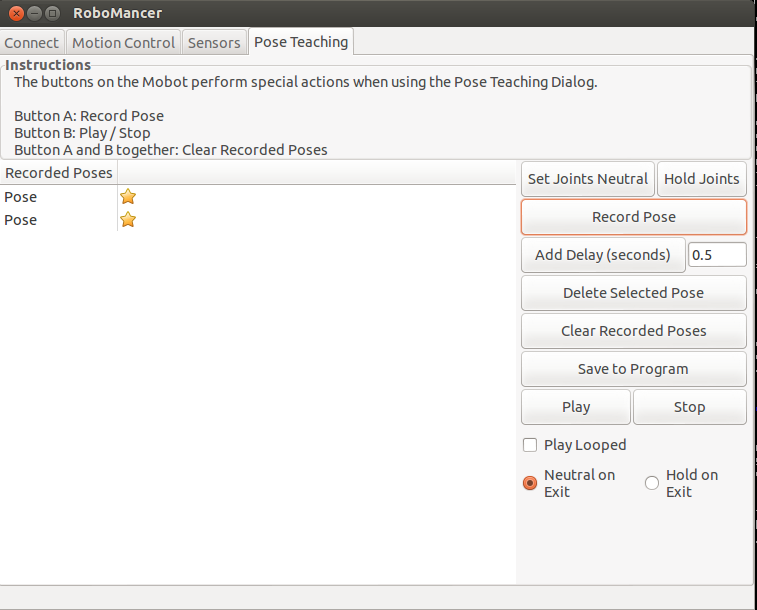 RoboMancer
Connect Motion Control Sensors Pose Teaching
Instructions
The buttons on the Mobot perform special actions when using the Pose Teaching Dialog.
Button A: Record Pose
Button B: Play / Stop
Button A and B together: Clear Recorded Poses
Recorded Poses
Pose
Pose
Set Joints Neutral Hold Joints
Record Pose
Add Delay (seconds) 0.5
Delete Selected Pose
Clear Recorded Poses
Save to Program
Play Stop
Play Looped
Neutral on
Exit
Hold on
Exit